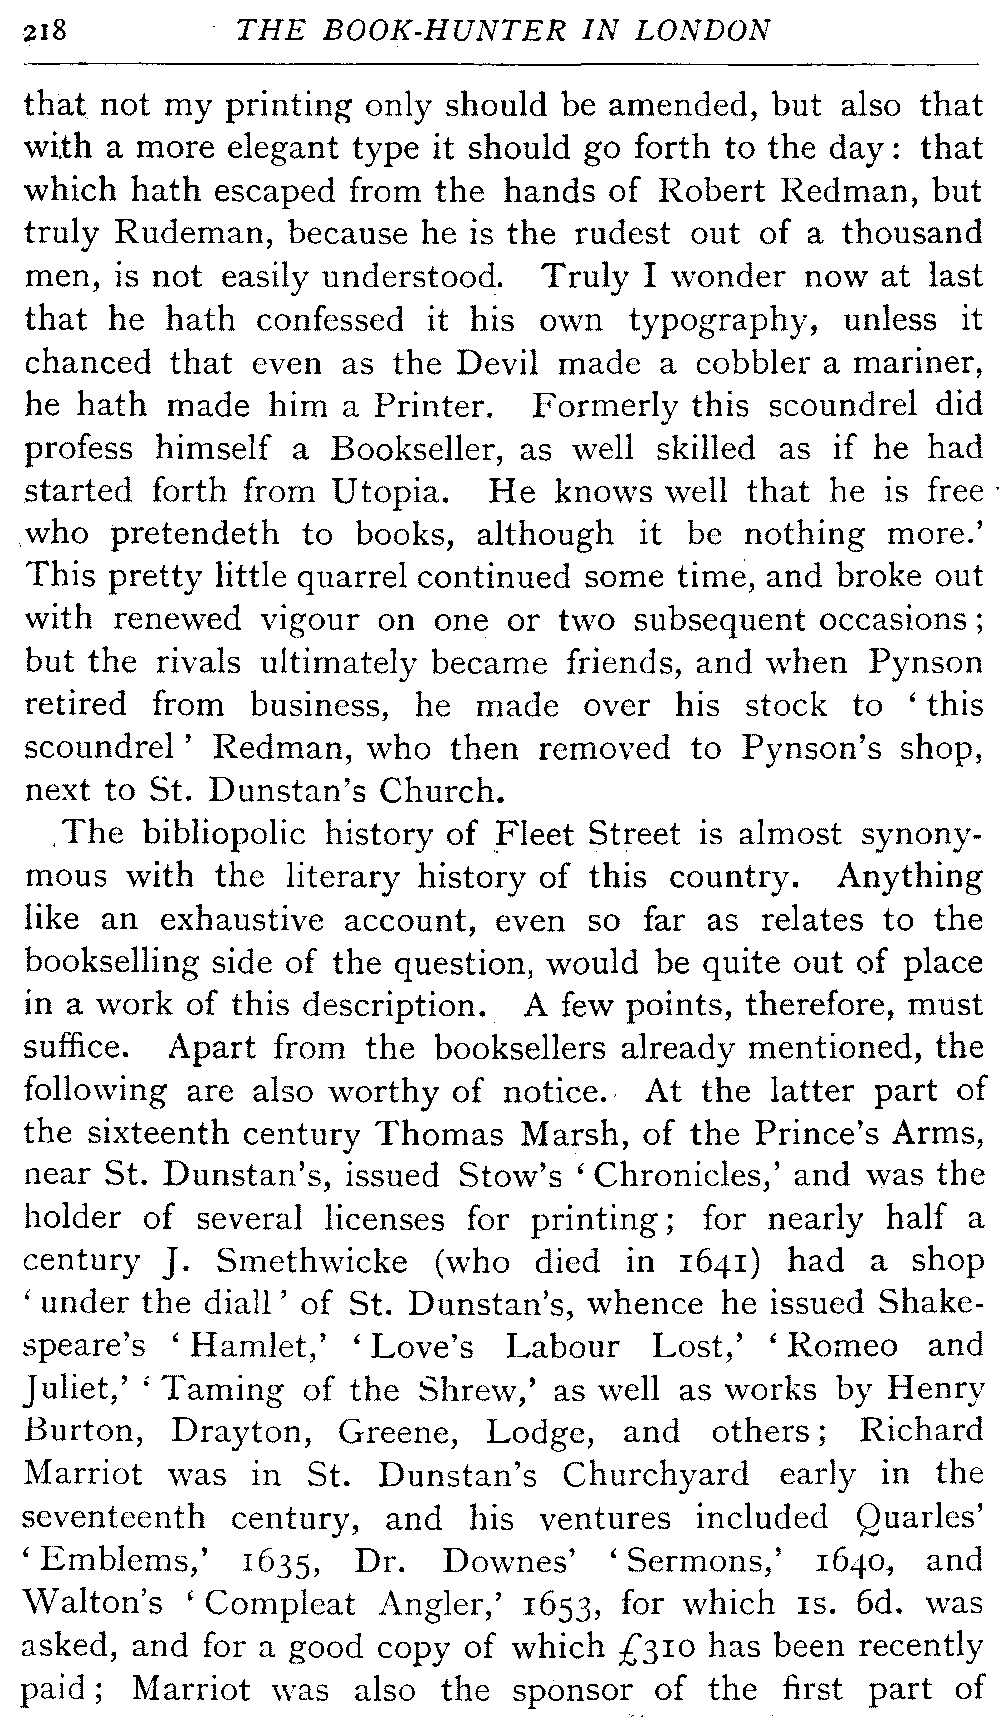 218 THE BOOK-HUNTER IN LONDON
that not my printing only should be amended, but also that
with a more elegant type it should go forth to the day: that
which hath escaped from the hands of Robert Redman, but
truly Rudeman, because he is the rudest out of a thousand
men, is not easily understood. Truly I wonder now at last
that he hath confessed it his own typography, unless it
chanced that even as the Devil made a cobbler a mariner,
he hath made him a Printer. Formerly this scoundrel did
profess himself a Bookseller, as well skilled as if he had
started forth from Utopia. He knows well that he is free
who pretendeth to books, although it be nothing more.’
This pretty little quarrel continued some time, and broke out
with renewed vigour on one or two subsequent occasions;
but the rivals ultimately became friends, and when Pynson
retired from business, he made over his stock to ‘this
scoundrel’ Redman, who then removed to Pynson’s shop,
next to St. Dunstan’s Church.
The bibliopolic history of Fleet Street is almost synony-
mous with the literary history of this country. Anything
like an exhaustive account, even so far as relates to the
bookselling side of the question, would be quite out of place
in a work of this description. A few points, therefore, must
suffice. Apart from the booksellers already mentioned, the
following are also worthy of notice. At the latter part of
the sixteenth century Thomas Marsh, of the Prince’s Arms,
near St. Dunstan’s, issued Stow’s ‘Chronicles,’ and was the
holder of several licenses for printing; for nearly half a
century J. Smethwicke (who died in 1641) had a shop
‘under the diall’ of St. Dunstan’s, whence he issued Shake-
speare’s ‘Hamlet,’ ‘Love’s Labour Lost,’ ‘Romeo and
Juliet,’ ‘Taming of the Shrew,’ as well as works by Henry
Burton, Drayton, Greene, Lodge, and others; Richard
Marriot was in St. Dunstan’s Churchyard early in the
seventeenth century, and his ventures included Quarles’
‘Emblems,’ 1635, Dr. Downes’ ‘Sermons,’ 1640, and
Walton’s ‘Compleat Angler,’ 1653, for which 1s. 6d. was
asked, and for a good copy of which £310 has been recently
paid; Marriot was also the sponsor of the first part of